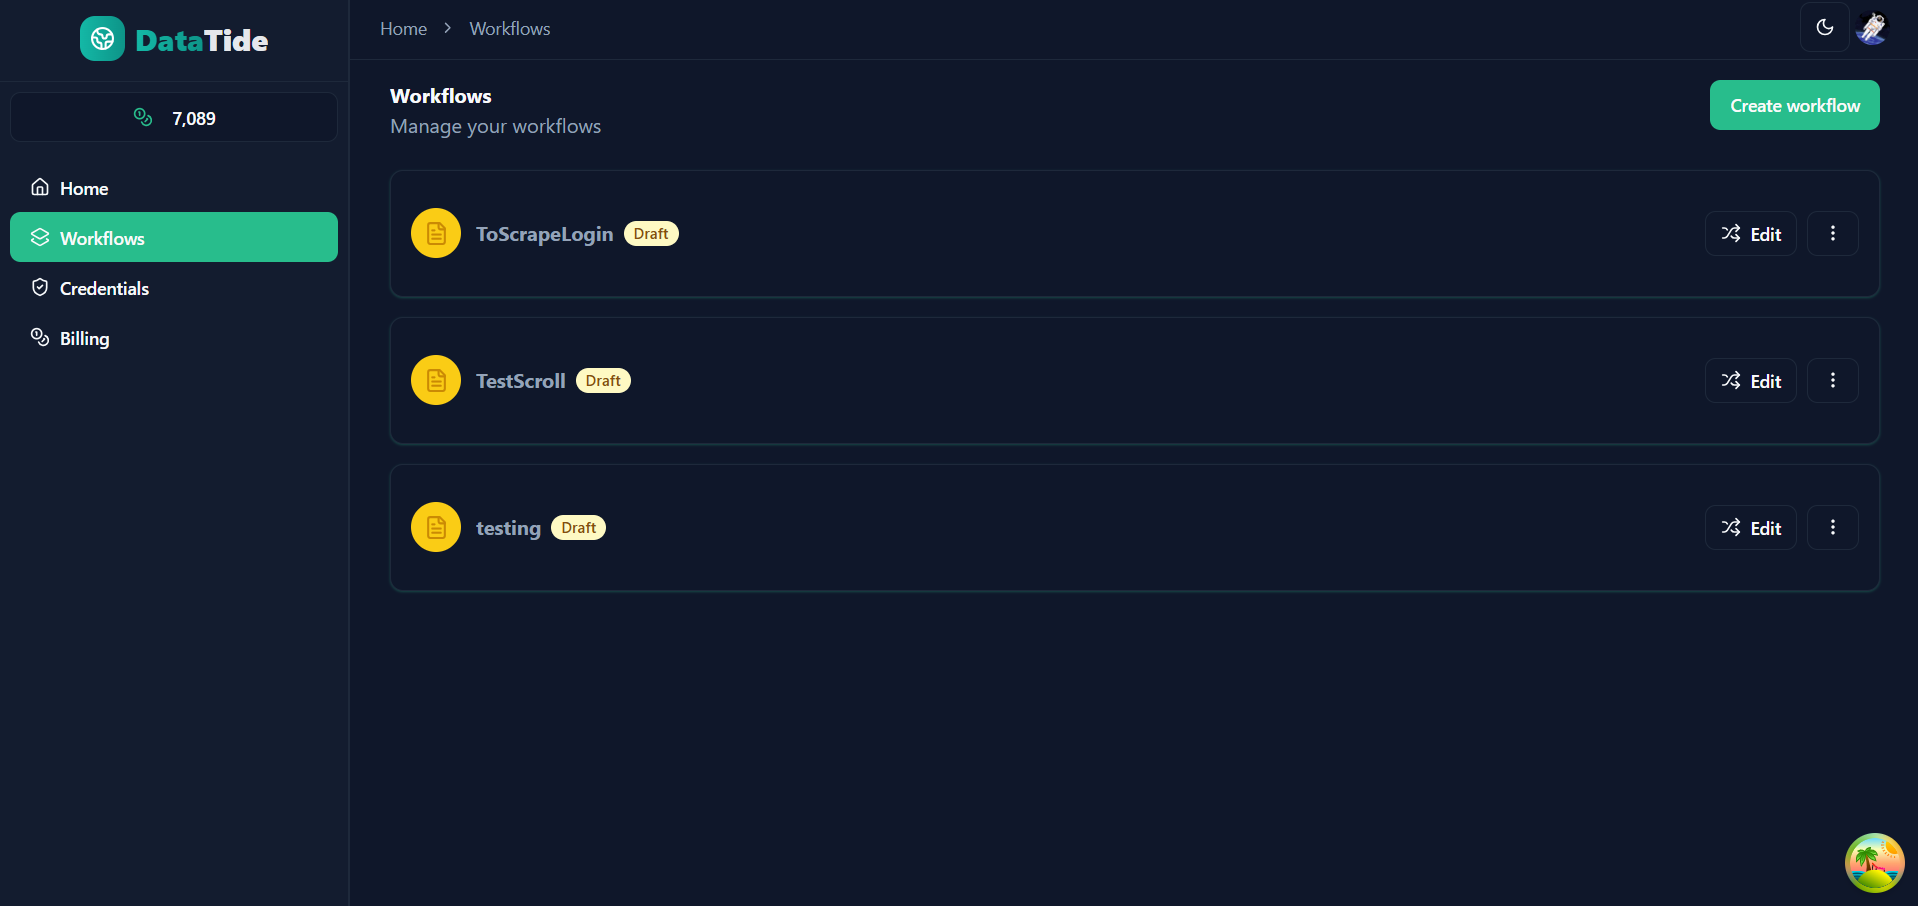 DataTide
7,089
Home
Workflows
Credentials
Billing
Home > Workflows
Workflows
Manage your workflows
Create workflow
ToScrapeLogin Draft Edit
TestScroll Draft Edit
testing Draft Edit